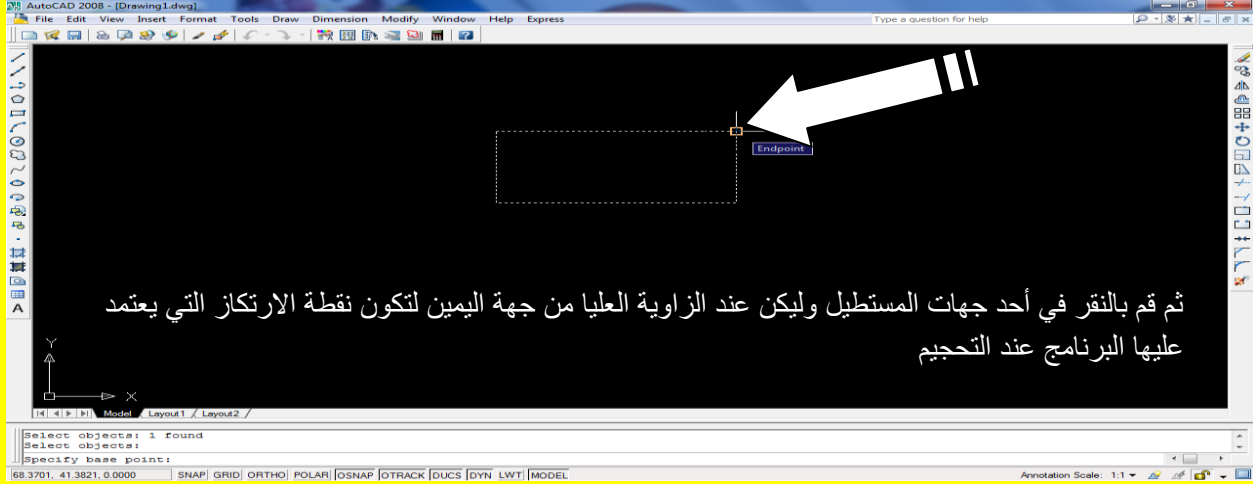 AutoCAD 2008 - [Drawing1.dwg]
File Edit View Insert Format Tools Draw Dimension Modify Window Help Express
Type a question for help
Endpoint
ثم قم بالنقر في أحد جهات المستطيل وليكن عند الزاوية العليا من جهة اليمين لتكون نقطة الارتكاز التي يعتمد
عليها البرنامج عند التحجيم
Y
X
Model Layout1 Layout2
Select objects: 1 found
Select objects:
Specify base point:
68.3701, 41.3821, 0.0000 SNAP GRID ORTHO POLAR OSNAP OTRACK DUCS DYN LWT MODEL Annotation Scale: 1:1